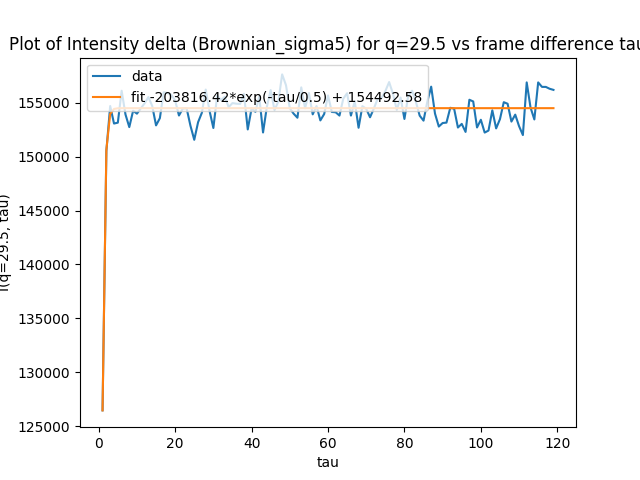 Plot of Intensity delta (Brownian_sigma5) for q=29.5 vs frame difference tau
data
fit -203816.42*exp(-tau/0.5) + 154492.58
155000
150000
145000
140000
135000
130000
125000
I(q=29.5, tau)
0 20 40 60 80 100 120
tau